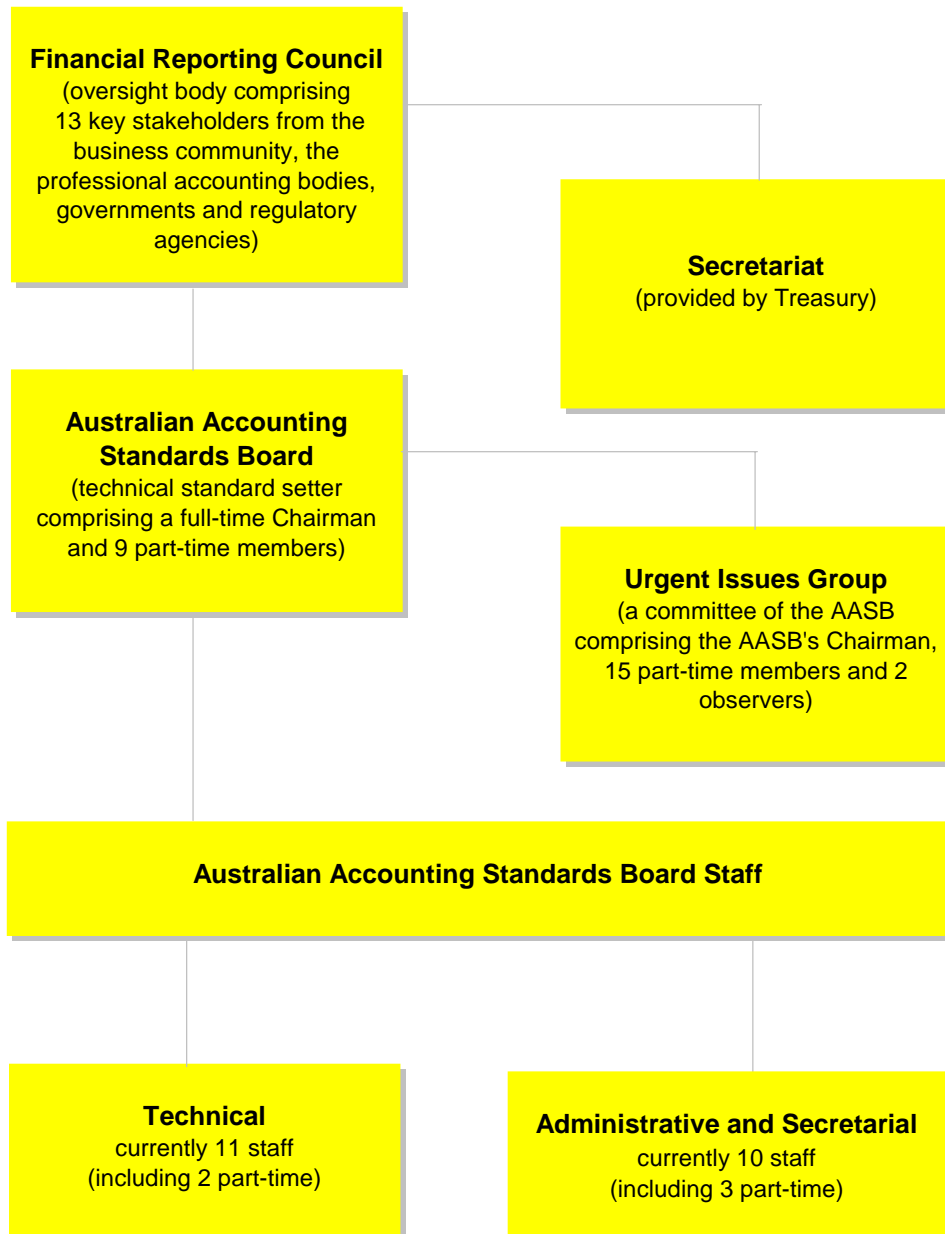 Financial Reporting Council
(oversight body comprising
13 key stakeholders from the
business community, the
professional accounting bodies,
governments and regulatory
agencies)
Secretariat
(provided by Treasury)
Australian Accounting
Standards Board
(technical standard setter
comprising a full-time Chairman
and 9 part-time members)
Urgent Issues Group
(a committee of the AASB
comprising the AASB's Chairman,
15 part-time members and 2
observers)
Australian Accounting Standards Board Staff
Technical
currently 11 staff
(including 2 part-time)
Administrative and Secretarial
currently 10 staff
(including 3 part-time)